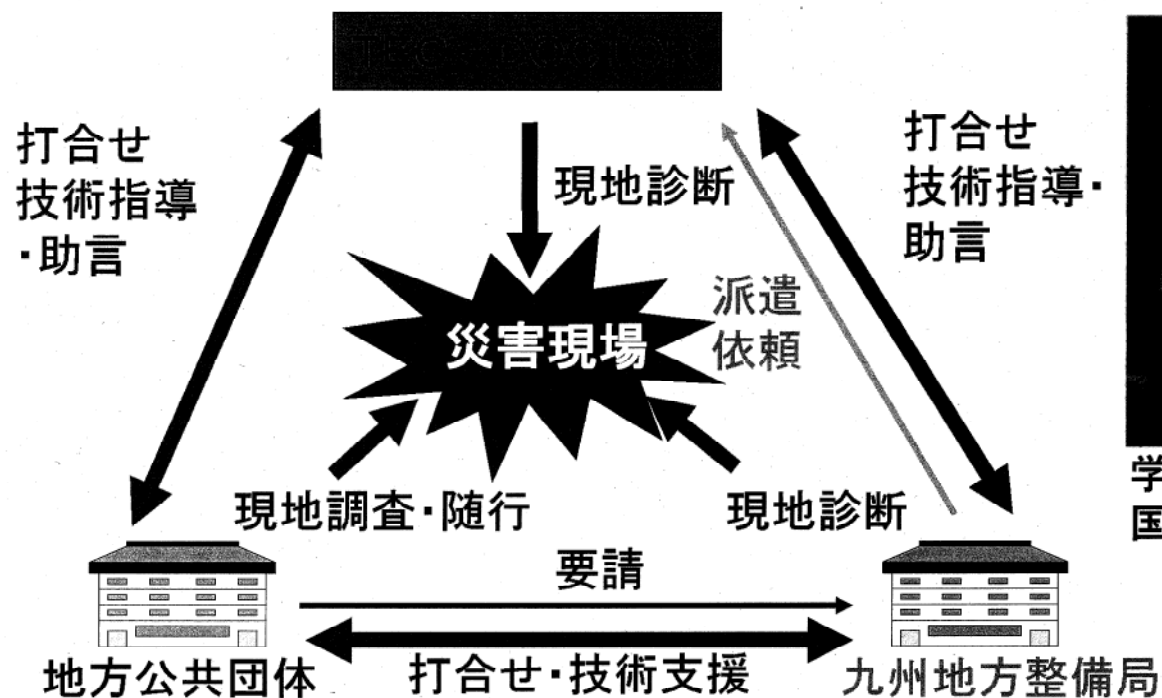 打合せ
技術指導
・助言
現地診断
打合せ
技術指導・
助言
派遣
依頼
災害現場
現地調査・随行
現地診断
学
国
要請
打合せ・技術支援
地方公共団体
九州地方整備局